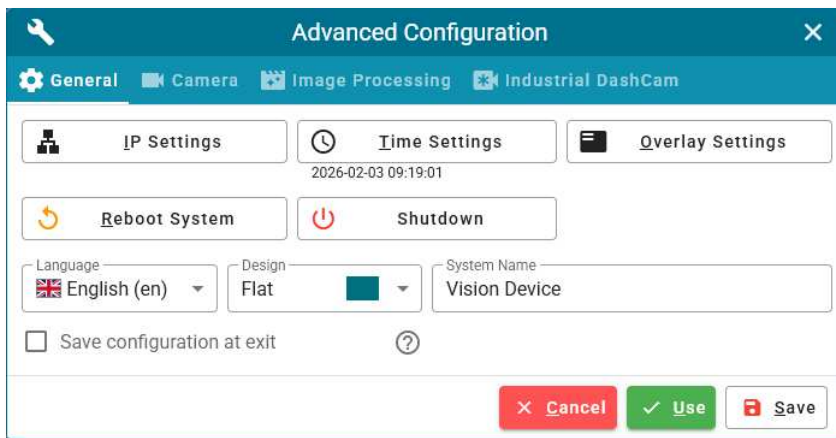 Advanced Configuration
General Camera Image Processing Industrial DashCam
IP Settings Time Settings Overlay Settings
2026-02-03 09:19:01
Reboot System Shutdown
Language Design System Name
English (en) Flat Vision Device
Save configuration at exit ?
Cancel Use Save